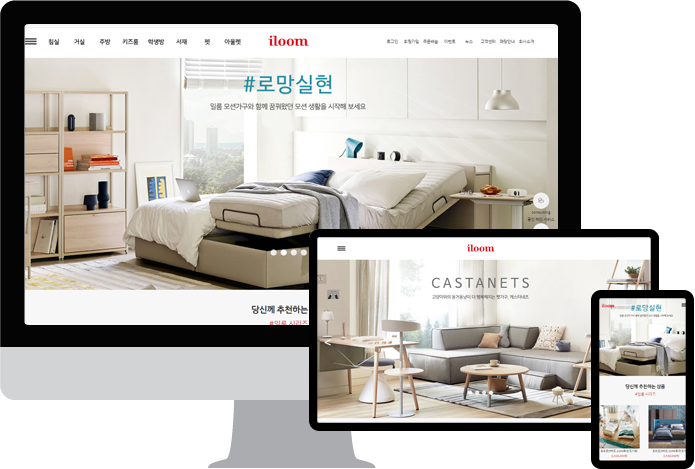 침실 거실 주방 키즈룸 학생방 서재 펫 아울렛 iloom 로그인 회원가입 주문배송 이벤트 뉴스 고객센터 매장안내 회사소개
#로망실현
일룸 모션가구와 함께 꿈꿔왔던 모션 생활을 시작해 보세요
당신께 추천하는
#일룸 시리즈
iloom
CASTANETS
iloom
#로망실현
당신께 추천하는 상품
#일룸 시리즈